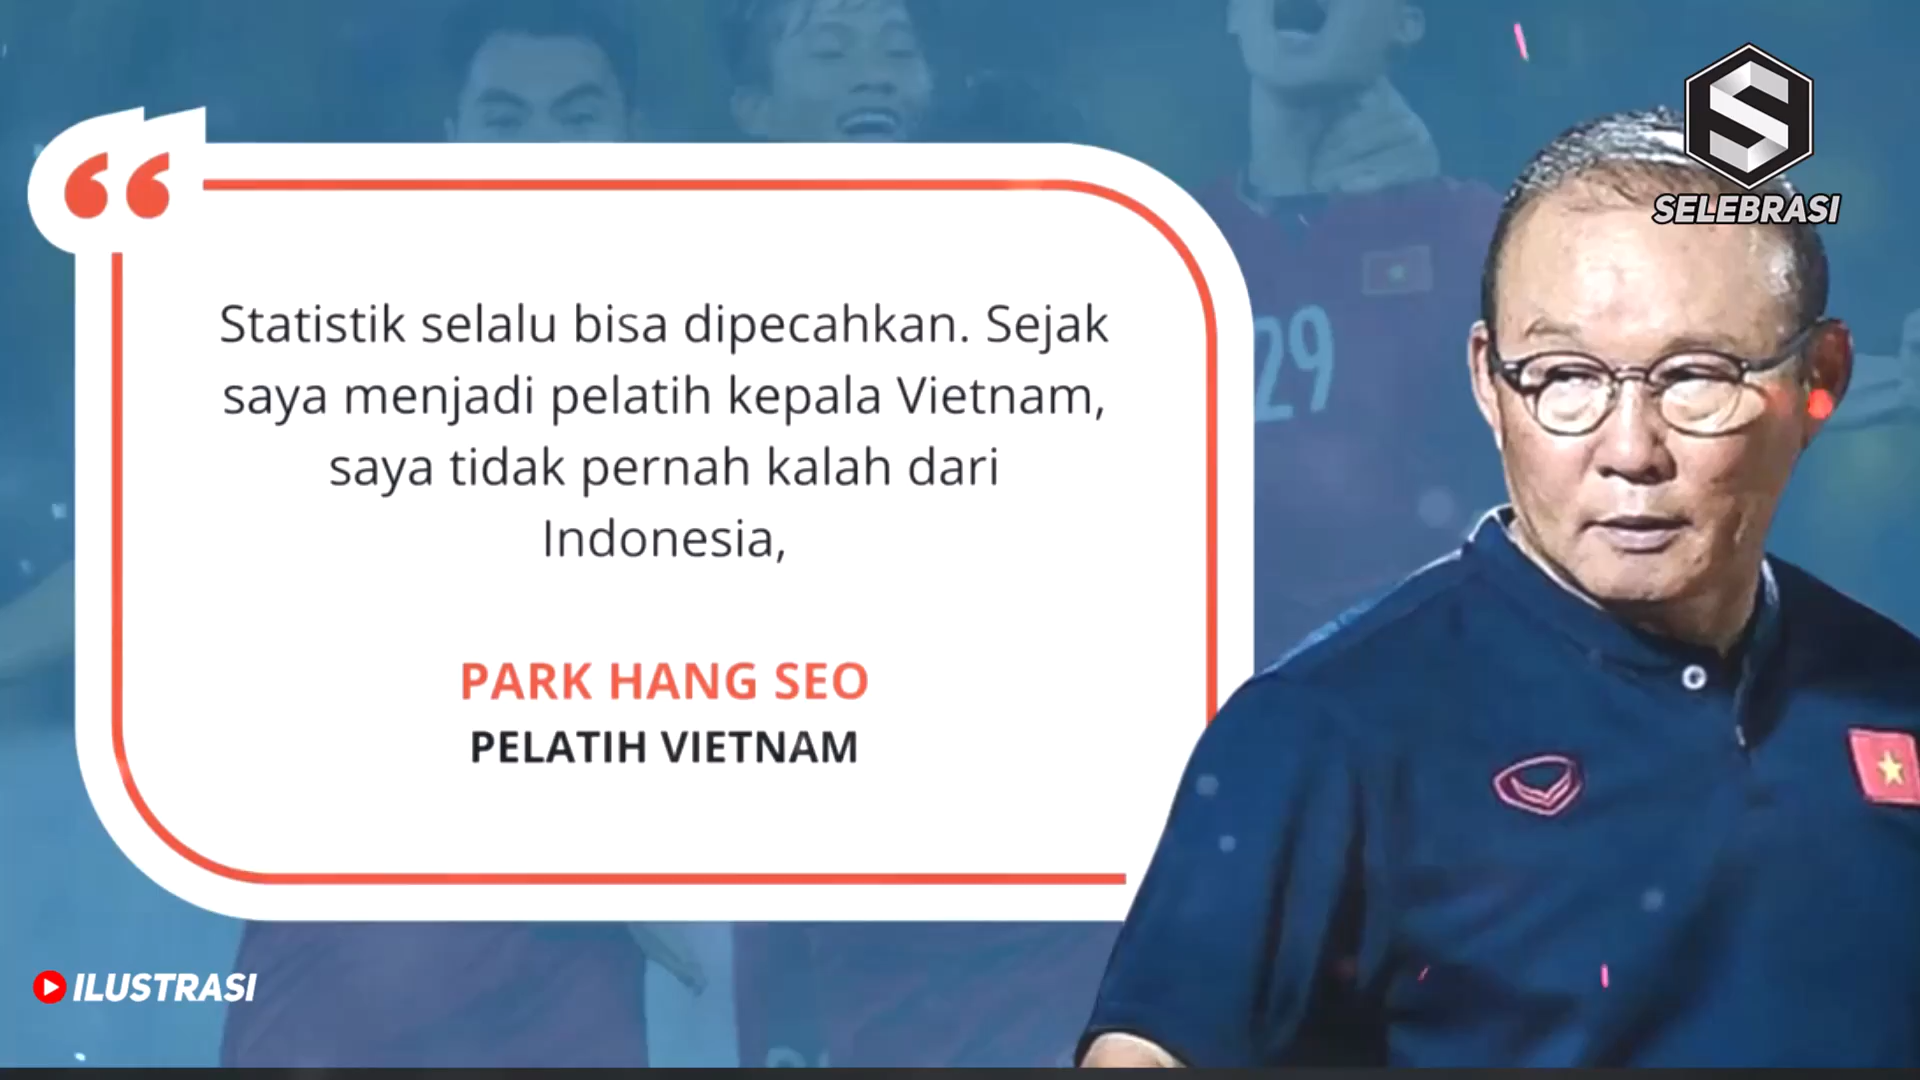 SELEBRASI
“
Statistik selalu bisa dipecahkan. Sejak
saya menjadi pelatih kepala Vietnam,
saya tidak pernah kalah dari
Indonesia,
PARK HANG SEO
PELATIH VIETNAM
29
ILUSTRASI